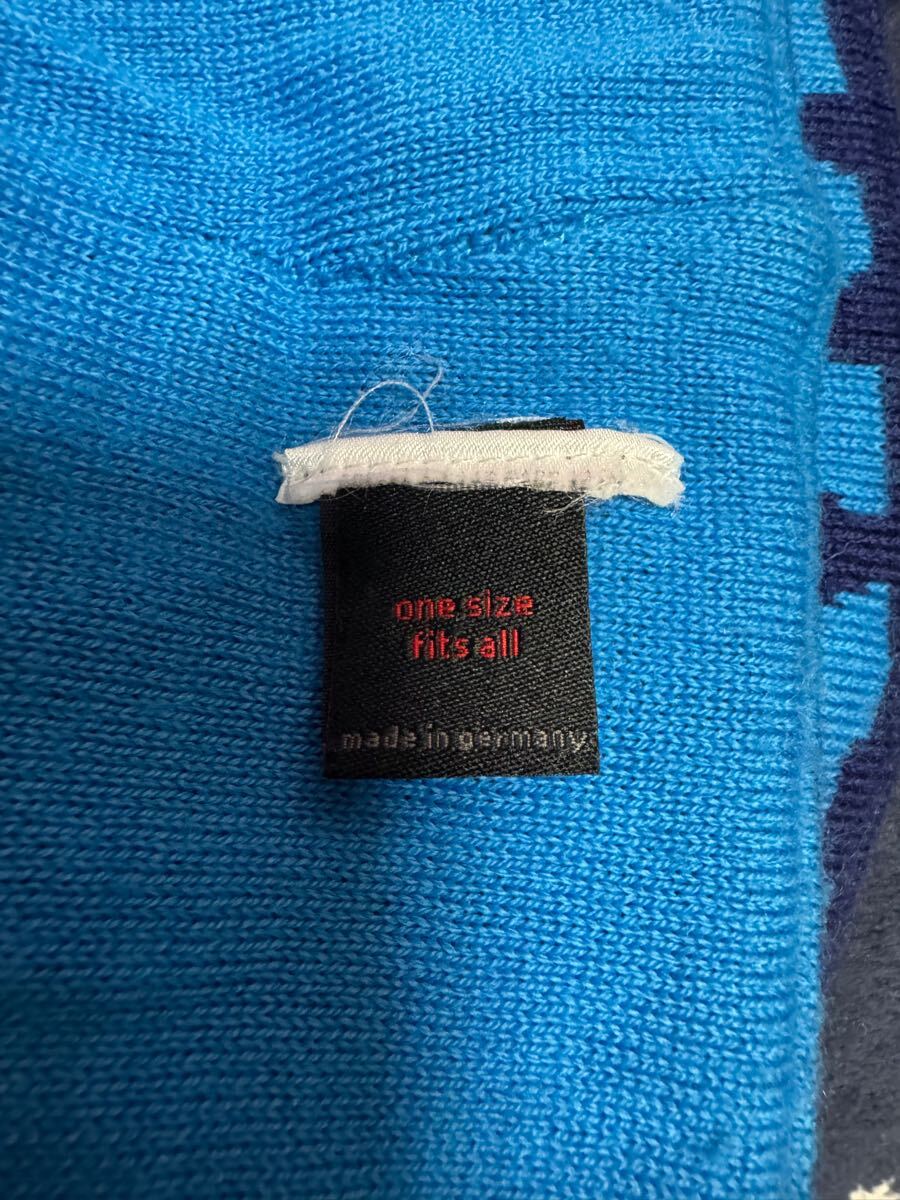 one size
fits all
made in germany